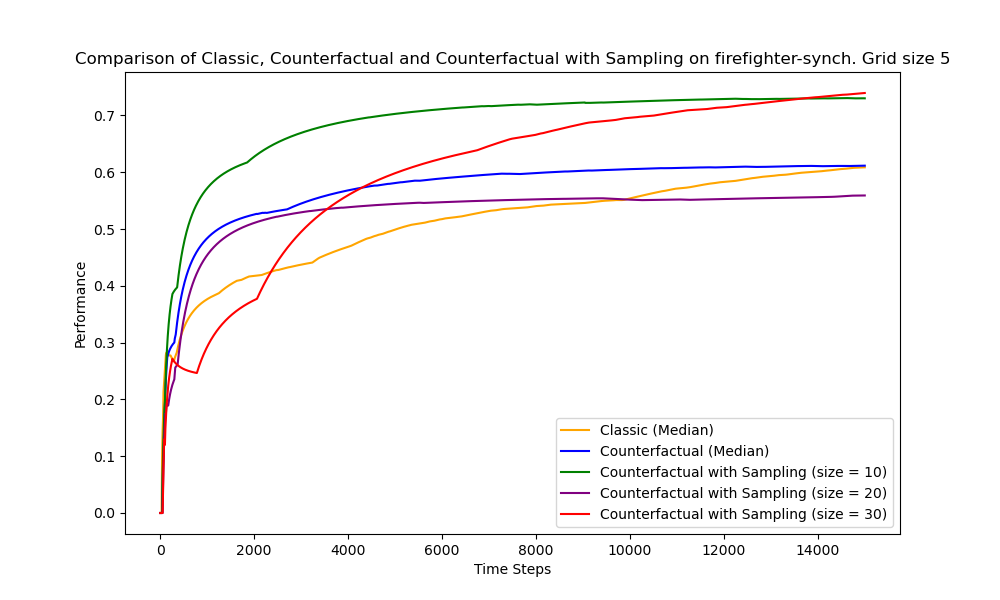 Comparison of Classic, Counterfactual and Counterfactual with Sampling on firefighter-synch. Grid size 5
Performance
0.7
0.6
0.5
0.4
0.3
0.2
0.1
0.0
Classic (Median)
Counterfactual (Median)
Counterfactual with Sampling (size = 10)
Counterfactual with Sampling (size = 20)
Counterfactual with Sampling (size = 30)
0 2000 4000 6000 8000 10000 12000 14000
Time Steps